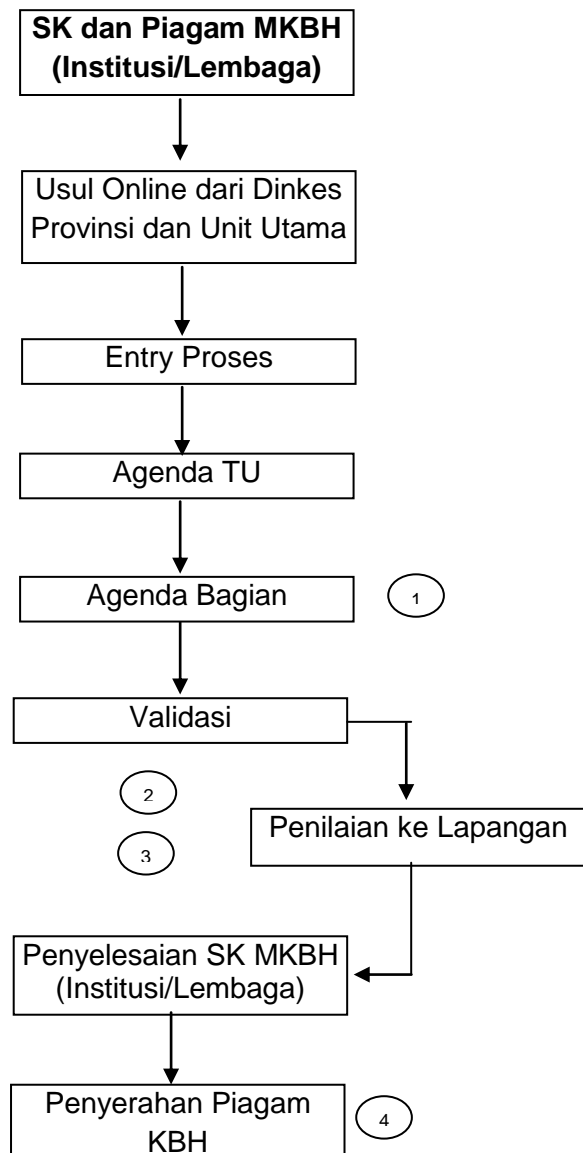 SK dan Piagam MKBH
(Institusi/Lembaga)
Usul Online dari Dinkes
Provinsi dan Unit Utama
Entry Proses
Agenda TU
Agenda Bagian
1
Validasi
2
Penilaian ke Lapangan
3
Penyelesaian SK MKBH
(Institusi/Lembaga)
Penyerahan Piagam
KBH
4